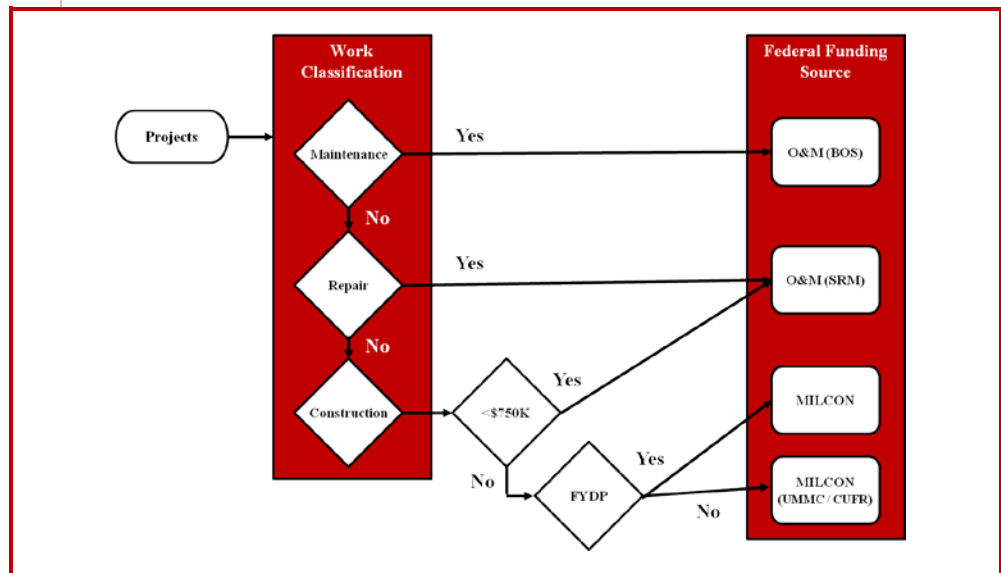 Work
Classification
Federal Funding
Source
Projects
Maintenance
Yes
O&M (BOS)
No
Repair
Yes
O&M (SRM)
No
Construction
<$750K
Yes
MILCON
No
FYDP
Yes
No
MILCON
(UMMC / CUFR)